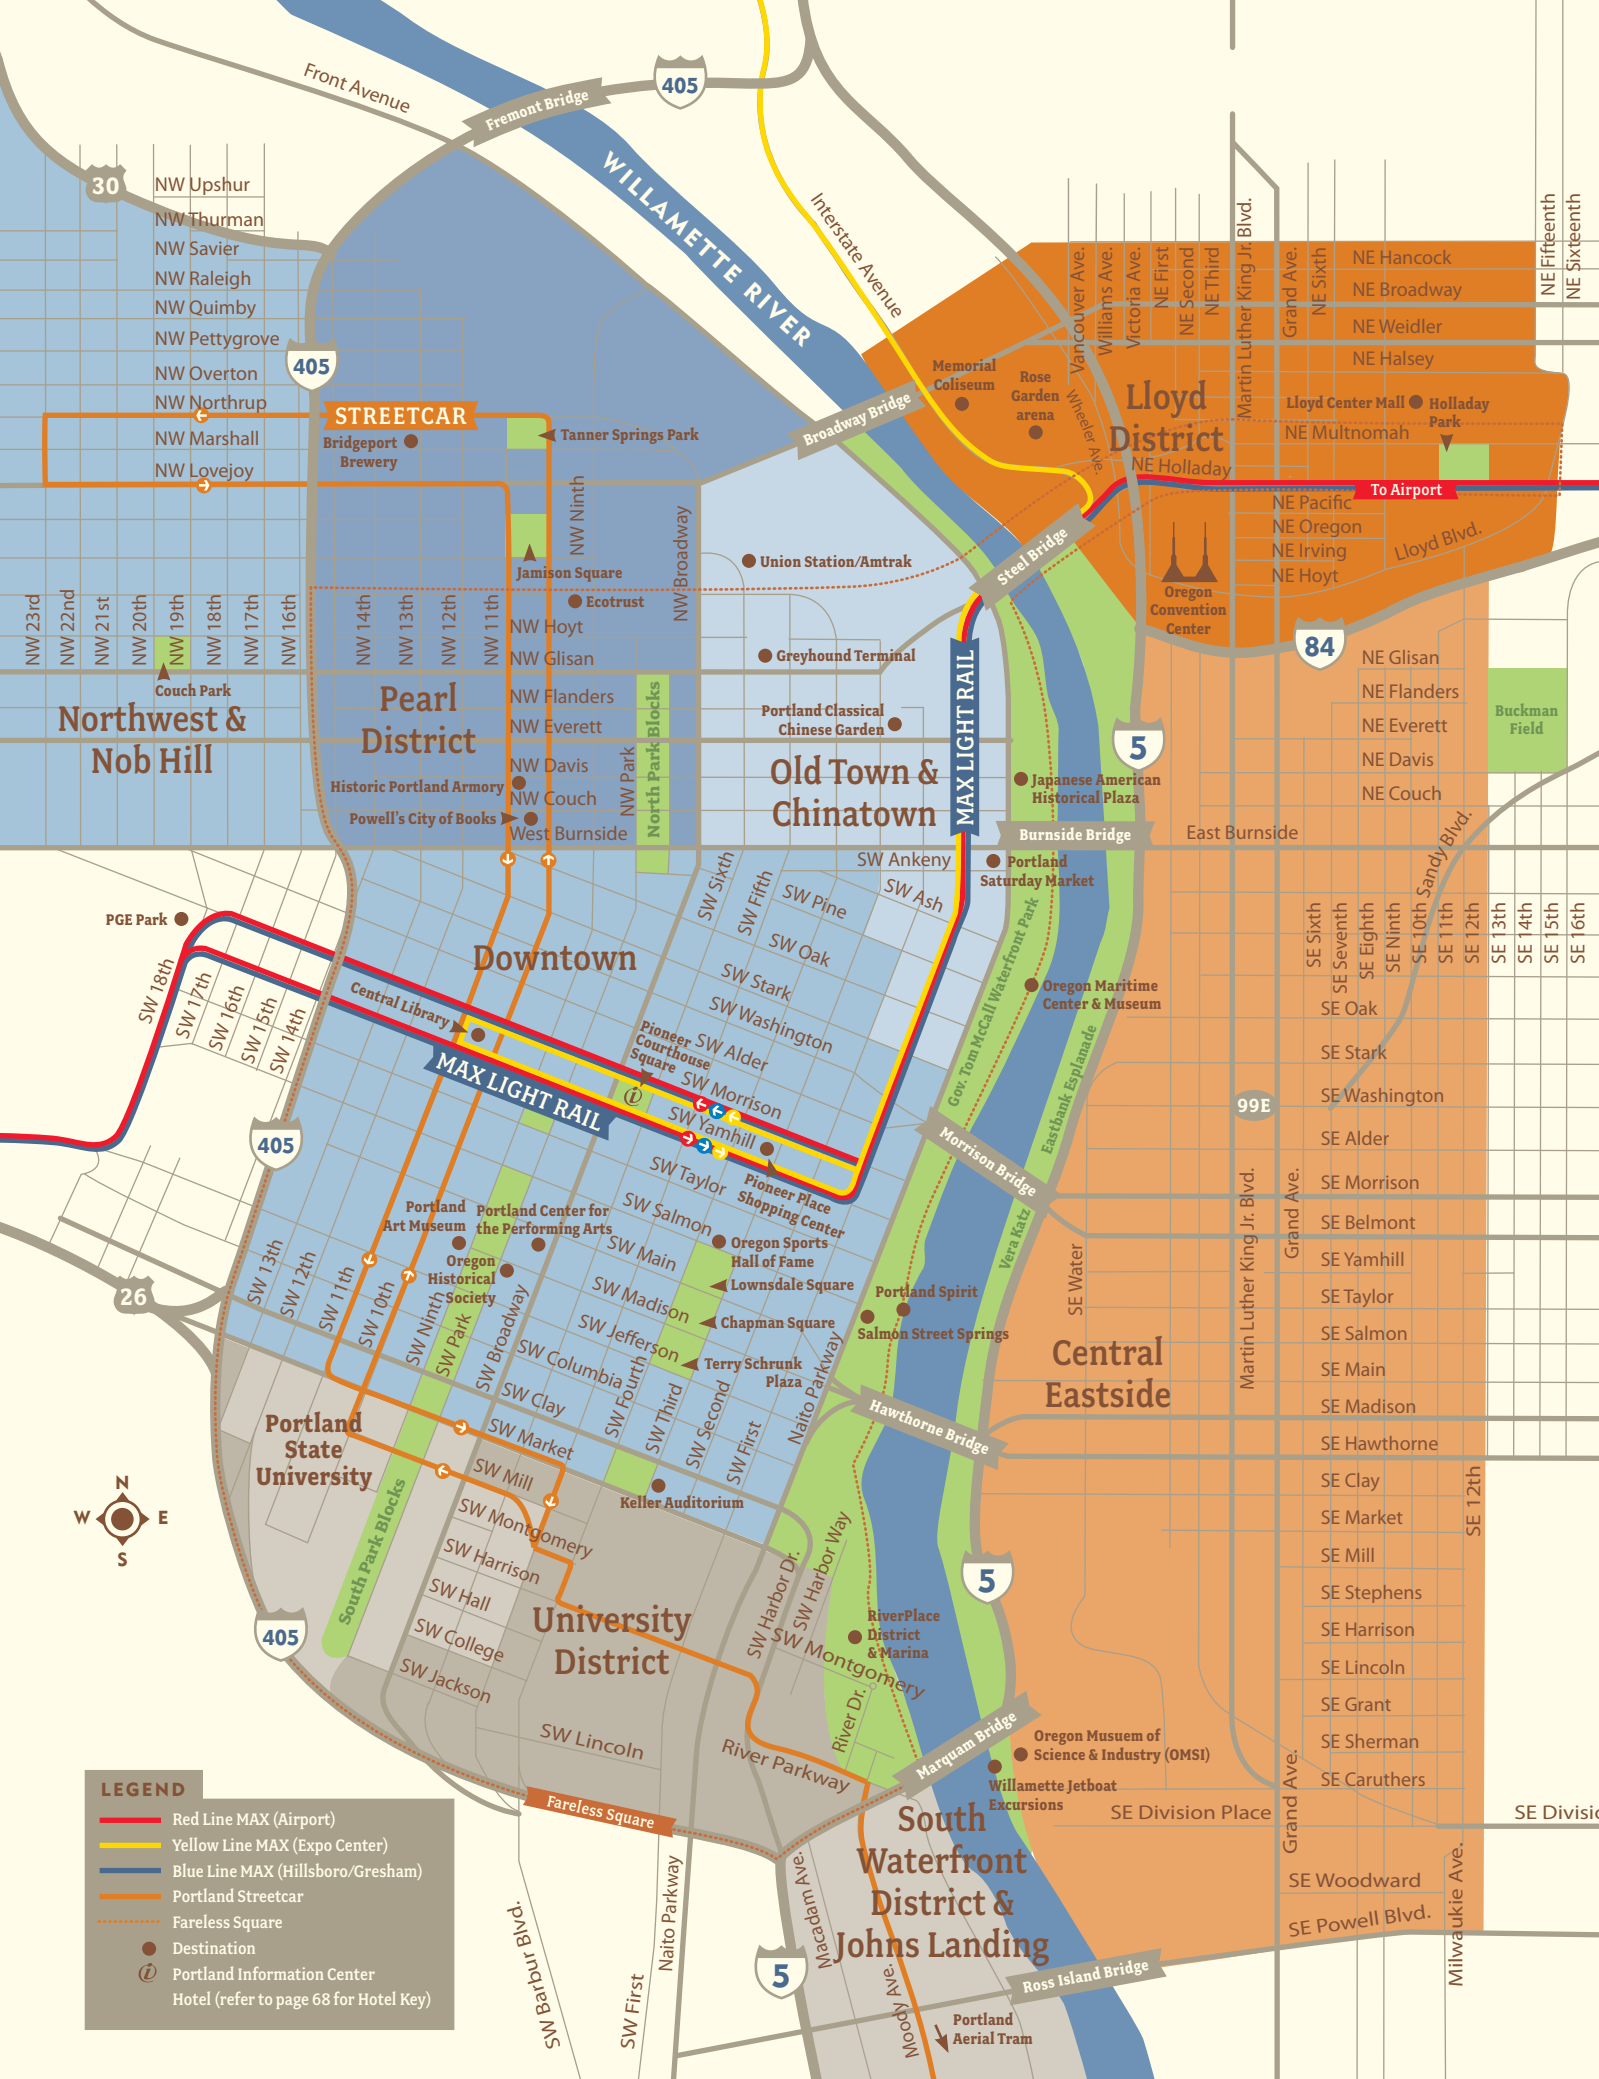 405
Front Avenue
Fremont Bridge
WILLAMETTE RIVER
Interstate Avenue
30
NW Upshur
NW Thurman
NW Savier
NW Raleigh
NW Quimby
NW Pettygrove
NW Overton
NW Northrup
NW Marshall
NW Lovejoy
405
STREETCAR
Bridgeport
Brewery
Tanner Springs Park
Jamison Square
Ecotrust
NW Ninth
NW Broadway
Broadway Bridge
NW 23rd
NW 22nd
NW 21st
NW 20th
NW 19th
NW 18th
NW 17th
NW 16th
NW 14th
NW 13th
NW 12th
NW 11th
Couch Park
Northwest &
Nob Hill
Pearl
District
NW Hoyt
NW Glisan
NW Flanders
NW Everett
NW Davis
NW Couch
West Burnside
NW Park
North Park Blocks
Historic Portland Armory
Powell's City of Books
Union Station/Amtrak
Greyhound Terminal
Portland Classical
Chinese Garden
Old Town &
Chinatown
MAX LIGHT RAIL
Steel Bridge
Memorial
Coliseum
Rose
Garden
arena
Wheeler Ave.
Vancouver Ave.
Williams Ave.
Victoria Ave.
NE First
NE Second
NE Third
Martin Luther King Jr. Blvd.
Grand Ave.
NE Sixth
NE Fifteenth
NE Sixteenth
NE Hancock
NE Broadway
NE Weidler
NE Halsey
Lloyd
District
Lloyd Center Mall
Holladay
Park
NE Multnomah
NE Holladay
To Airport
NE Pacific
NE Oregon
NE Irving
NE Hoyt
Lloyd Blvd.
Oregon
Convention
Center
84
5
NE Glisan
NE Flanders
NE Everett
NE Davis
NE Couch
Buckman
Field
Japanese American
Historical Plaza
Burnside Bridge
East Burnside
Sandy Blvd.
SW Ankeny
Portland
Saturday Market
SW Ash
SW Pine
SW Oak
SW Stark
SW Washington
SW Alder
SW Morrison
SW Yamhill
SW Taylor
SW Salmon
SW Main
SW Madison
SW Jefferson
SW Columbia
SW Clay
SW Market
SW Mill
SW Montgomery
SW Harrison
SW Hall
SW College
SW Jackson
SW Lincoln
SW Sixth
SW Fifth
PGE Park
Downtown
Central Library
SW 18th
SW 17th
SW 16th
SW 15th
SW 14th
MAX LIGHT RAIL
Pioneer
Courthouse
Square
i
Pioneer Place
Shopping Center
Gov. Tom McCall Waterfront Park
Oregon Maritime
Center & Museum
Eastbank Esplanade
Vera Katz
Morrison Bridge
SE Sixth
SE Seventh
SE Eighth
SE Ninth
SE 10th
SE 11th
SE 12th
SE 13th
SE 14th
SE 15th
SE 16th
SE Oak
SE Stark
SE Washington
99E
SE Alder
SE Morrison
SE Belmont
SE Yamhill
SE Taylor
SE Salmon
SE Main
SE Madison
SE Hawthorne
SE Clay
SE Market
SE Mill
SE Stephens
SE Harrison
SE Lincoln
SE Grant
SE Sherman
SE Caruthers
SE Water
Martin Luther King Jr. Blvd.
Grand Ave.
SE 12th
Central
Eastside
405
26
SW 13th
SW 12th
SW 11th
SW 10th
SW Ninth
SW Park
SW Broadway
SW Fourth
SW Third
SW Second
SW First
Naito Parkway
Portland
Art Museum
Portland Center for
the Performing Arts
Oregon
Historical
Society
Oregon Sports
Hall of Fame
Lownsdale Square
Chapman Square
Terry Schrunk
Plaza
Portland Spirit
Salmon Street Springs
Hawthorne Bridge
Portland
State
University
South Park Blocks
Keller Auditorium
N
W
E
S
405
University
District
SW Harbor Dr.
SW Harbor Way
SW Montgomery
RiverPlace
District
& Marina
River Dr.
River Parkway
5
Marquam Bridge
Oregon Musuem of
Science & Industry (OMSI)
Willamette Jetboat
Excursions
SE Division Place
SE Divisio
Grand Ave.
SE Woodward
SE Powell Blvd.
Milwaukie Ave.
Fareless Square
South
Waterfront
District &
Johns Landing
Ross Island Bridge
Macadam Ave.
Moody Ave.
5
Portland
Aerial Tram
SW Barbur Blvd.
SW First
Naito Parkway
LEGEND
Red Line MAX (Airport)
Yellow Line MAX (Expo Center)
Blue Line MAX (Hillsboro/Gresham)
Portland Streetcar
Fareless Square
Destination
i Portland Information Center
Hotel (refer to page 68 for Hotel Key)